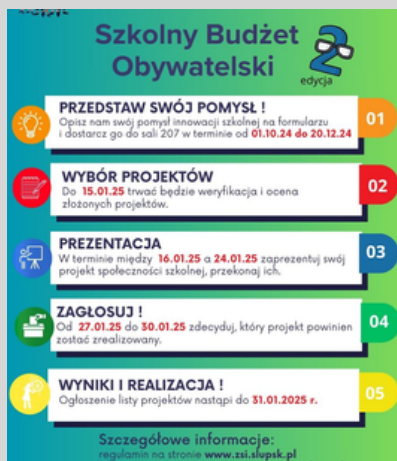 Szkolny Budżet
Obywatelski
2
edycja
PRZEDSTAW SWÓJ POMYSŁ !
Opisz nam swój pomysł innowacji szkolnej na formularzu
i dostarcz go do sali 207 w terminie od 01.10.24 do 20.12.24
01
WYBÓR PROJEKTÓW
Do 15.01.25 trwać będzie weryfikacja i ocena
złożonych projektów.
02
PREZENTACJA
W terminie między 16.01.25 a 24.01.25 zaprezentuj swój
projekt społeczności szkolnej, przekonaj ich.
03
ZAGŁOSUJ !
Od 27.01.25 do 30.01.25 zdecyduj, który projekt powinien
zostać zrealizowany.
04
WYNIKI I REALIZACJA !
Ogłoszenie listy projektów nastąpi do 31.01.2025 r.
05
Szczegółowe informacje:
regulamin na stronie www.zsi.slupsk.pl